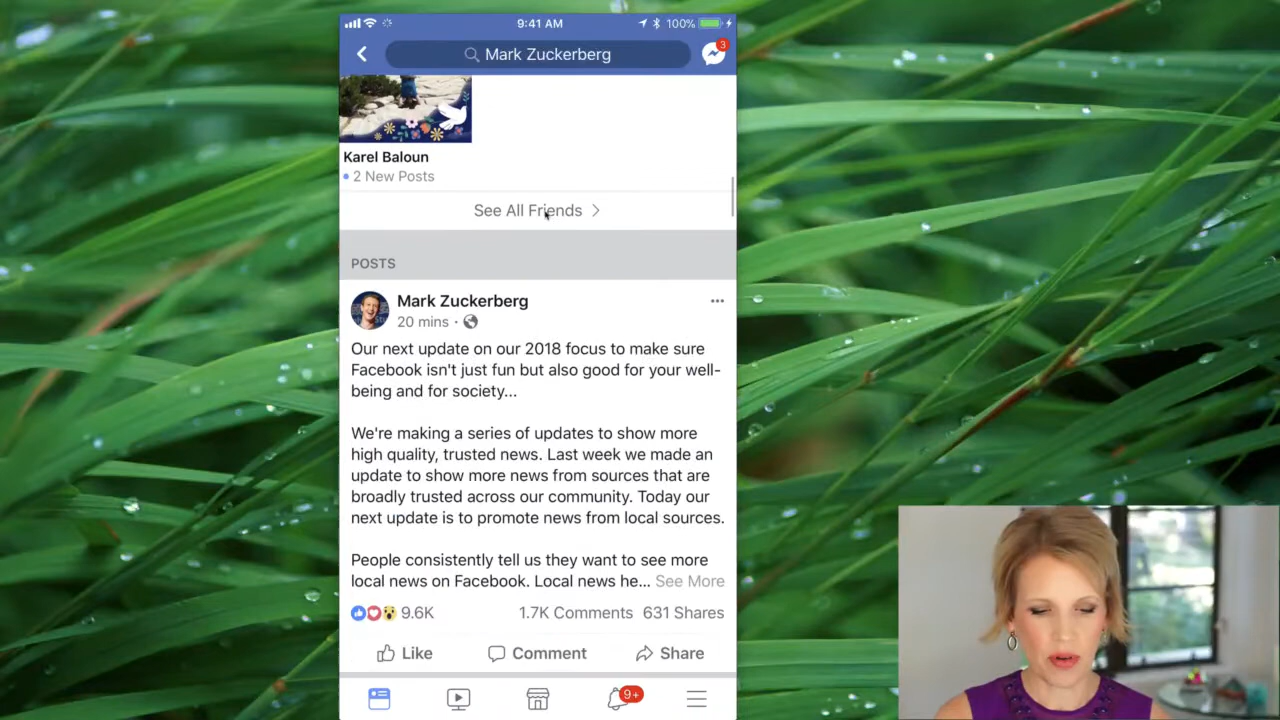 9:41 AM
100%
Mark Zuckerberg
3
Karel Baloun
2 New Posts
See All Friends
POSTS
Mark Zuckerberg
20 mins ·
Our next update on our 2018 focus to make sure
Facebook isn't just fun but also good for your well-
being and for society...
We're making a series of updates to show more
high quality, trusted news. Last week we made an
update to show more news from sources that are
broadly trusted across our community. Today our
next update is to promote news from local sources.
People consistently tell us they want to see more
local news on Facebook. Local news he... See More
9.6K 1.7K Comments 631 Shares
Like Comment Share
9+